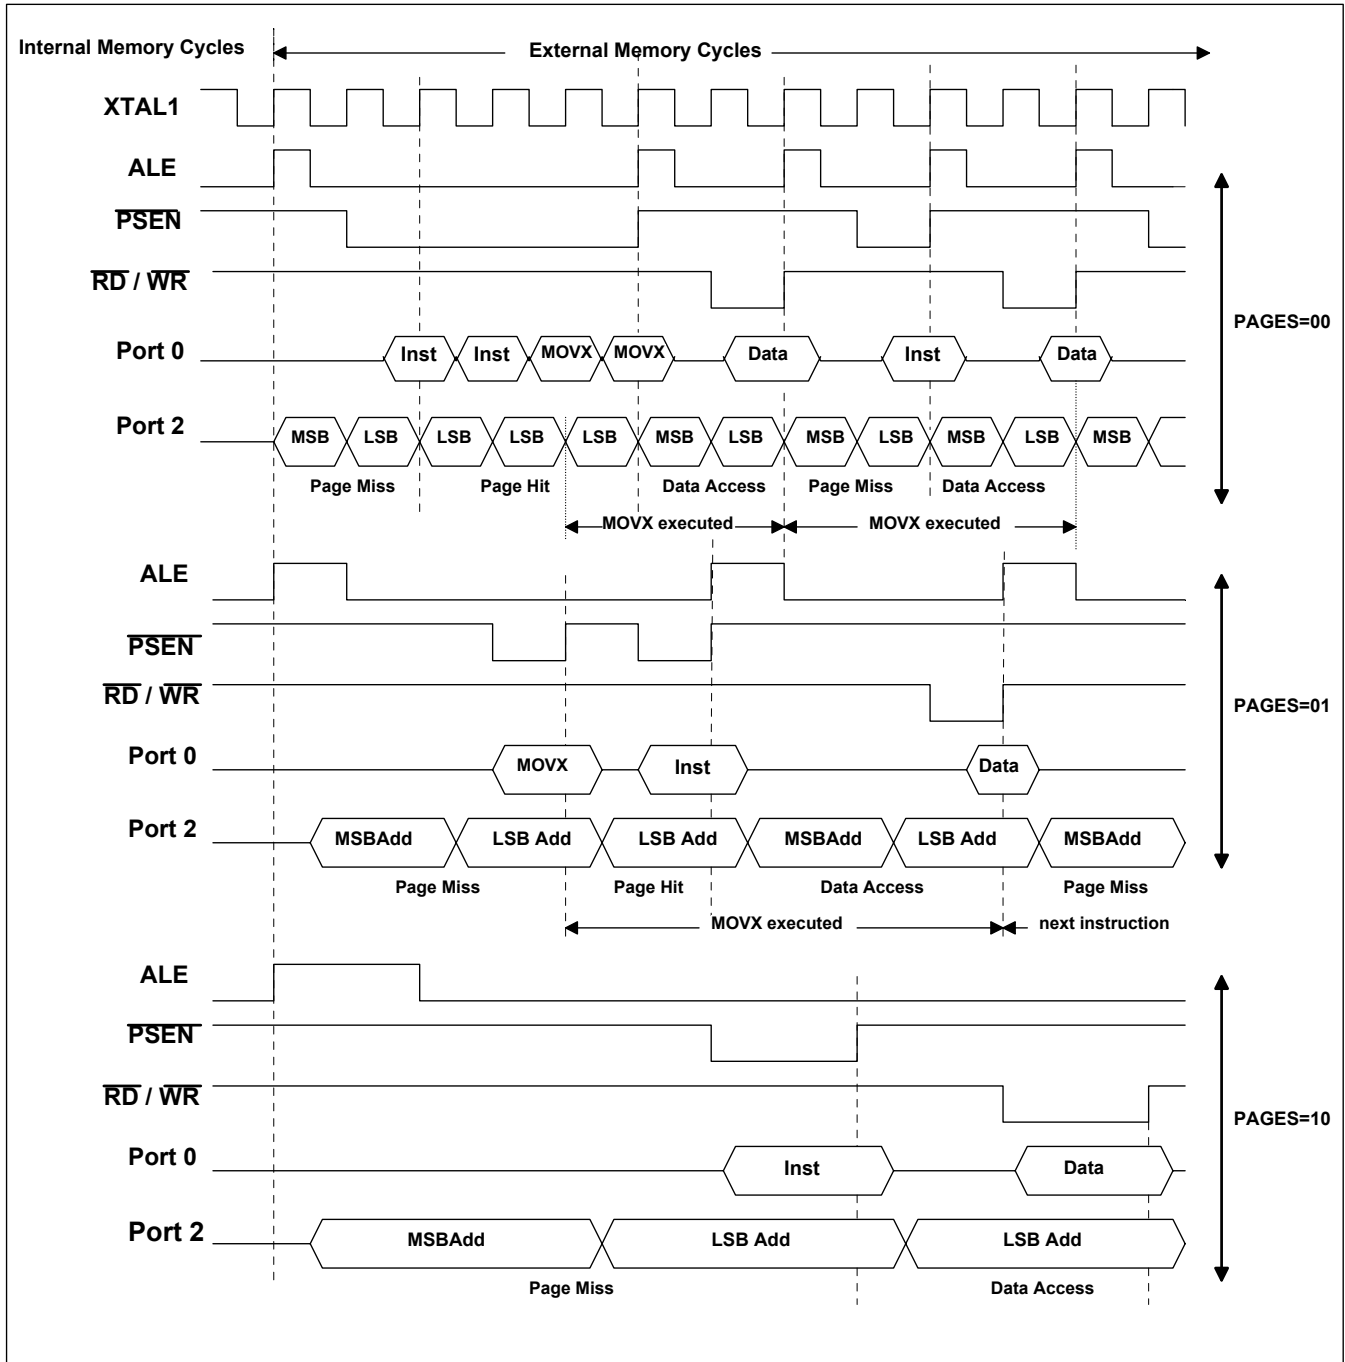 Internal Memory Cycles External Memory Cycles
XTAL1
ALE
PSEN
RD / WR
PAGES=00
Port 0 Inst Inst MOVX MOVX Data Inst Data
Port 2 MSB LSB LSB LSB LSB MSB LSB MSB LSB MSB LSB MSB
Page Miss Page Hit Data Access Page Miss Data Access
MOVX executed MOVX executed
ALE
PSEN
RD / WR
PAGES=01
Port 0 MOVX Inst Data
Port 2 MSBAdd LSB Add LSB Add MSBAdd LSB Add MSBAdd
Page Miss Page Hit Data Access Page Miss
MOVX executed next instruction
ALE
PSEN
RD / WR
PAGES=10
Port 0 Inst Data
Port 2 MSBAdd LSB Add LSB Add
Page Miss Data Access